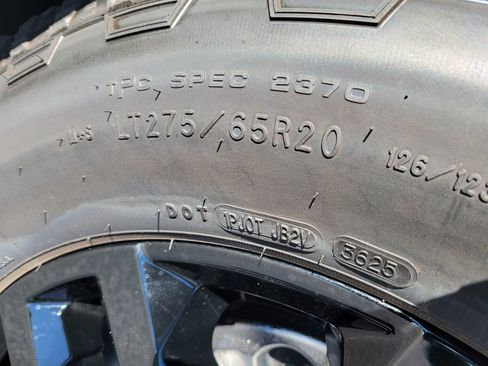 TPC SPEC 2370
M+S LT275/65R20 126/123
DOT 1PJ0T JB2V 3625